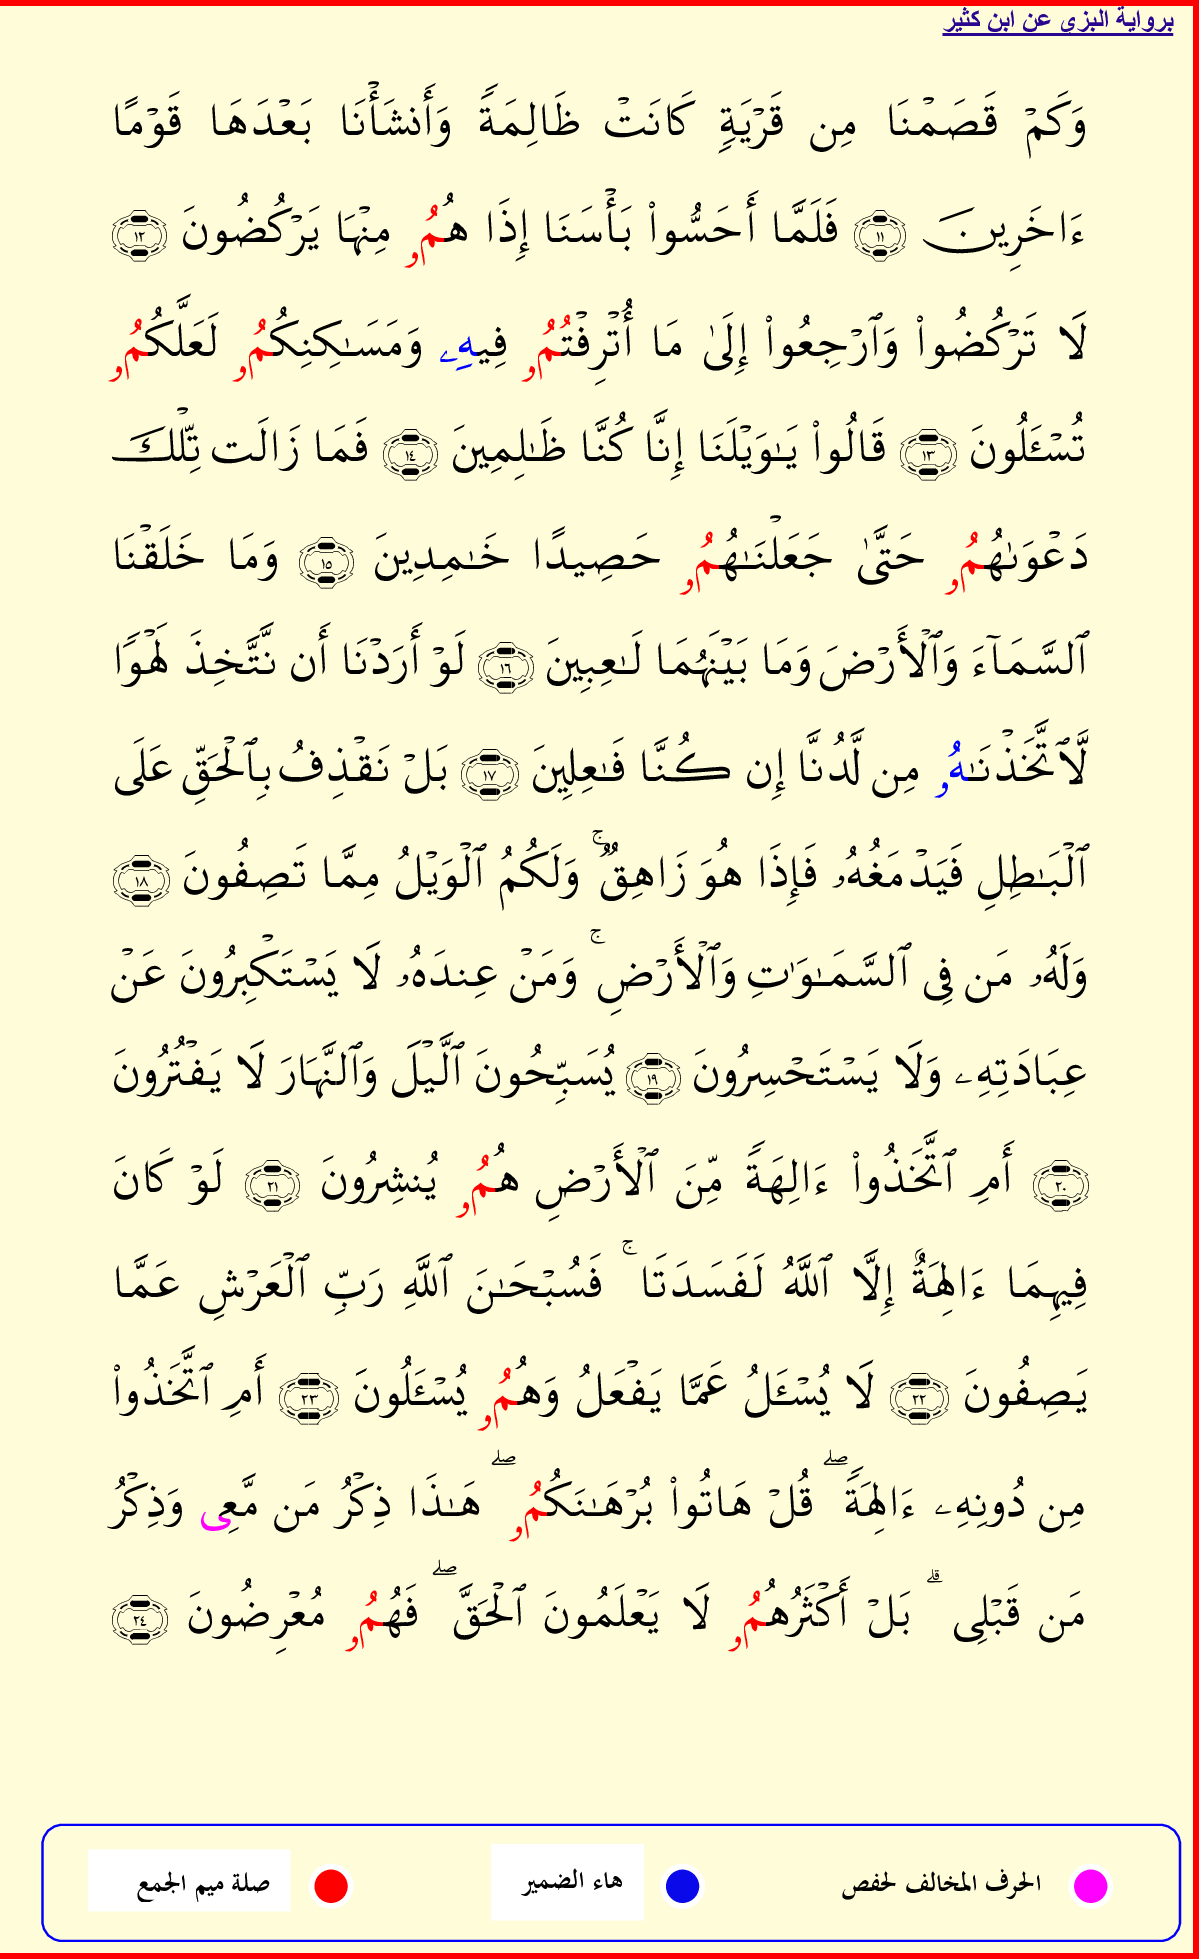 برواية البزي عن ابن كثير
وَكَمۡ قَصَمۡنَا مِن قَرۡيَةٖ كَانَتۡ ظَالِمَةٗ وَأَنشَأۡنَا بَعۡدَهَا قَوۡمًا
ءَاخَرِينَ ١١ فَلَمَّا أَحَسُّواْ بَأۡسَنَا إِذَا هُمُۥ مِنۡهَا يَرۡكُضُونَ ١٢
لَا تَرۡكُضُواْ وَٱرۡجِعُواْ إِلَىٰ مَا أُتۡرِفۡتُمُۥ فِيهِۦ وَمَسَٰكِنِكُمُۥ لَعَلَّكُمُۥ
تُسۡـَٔلُونَ ١٣ قَالُواْ يَٰوَيۡلَنَا إِنَّا كُنَّا ظَٰلِمِينَ ١٤ فَمَا زَالَت تِّلۡكَ
دَعۡوَىٰهُمُۥ حَتَّىٰ جَعَلۡنَٰهُمُۥ حَصِيدًا خَٰمِدِينَ ١٥ وَمَا خَلَقۡنَا
ٱلسَّمَآءَ وَٱلۡأَرۡضَ وَمَا بَيۡنَهُمَا لَٰعِبِينَ ١٦ لَوۡ أَرَدۡنَا أَن نَّتَّخِذَ لَهۡوٗا
لَّٱتَّخَذۡنَٰهُۥ مِن لَّدُنَّا إِن كُنَّا فَٰعِلِينَ ١٧ بَلۡ نَقۡذِفُ بِٱلۡحَقِّ عَلَى
ٱلۡبَٰطِلِ فَيَدۡمَغُهُۥ فَإِذَا هُوَ زَاهِقٞۚ وَلَكُمُ ٱلۡوَيۡلُ مِمَّا تَصِفُونَ ١٨
وَلَهُۥ مَن فِي ٱلسَّمَٰوَٰتِ وَٱلۡأَرۡضِۚ وَمَنۡ عِندَهُۥ لَا يَسۡتَكۡبِرُونَ عَنۡ
عِبَادَتِهِۦ وَلَا يَسۡتَحۡسِرُونَ ١٩ يُسَبِّحُونَ ٱلَّيۡلَ وَٱلنَّهَارَ لَا يَفۡتُرُونَ
٢٠ أَمِ ٱتَّخَذُواْ ءَالِهَةٗ مِّنَ ٱلۡأَرۡضِ هُمُۥ يُنشِرُونَ ٢١ لَوۡ كَانَ
فِيهِمَا ءَالِهَةٌ إِلَّا ٱللَّهُ لَفَسَدَتَاۚ فَسُبۡحَٰنَ ٱللَّهِ رَبِّ ٱلۡعَرۡشِ عَمَّا
يَصِفُونَ ٢٢ لَا يُسۡـَٔلُ عَمَّا يَفۡعَلُ وَهُمُۥ يُسۡـَٔلُونَ ٢٣ أَمِ ٱتَّخَذُواْ
مِن دُونِهِۦ ءَالِهَةٗۖ قُلۡ هَاتُواْ بُرۡهَٰنَكُمُۥۖ هَٰذَا ذِكۡرُ مَن مَّعِي وَذِكۡرُ
مَن قَبۡلِيۗ بَلۡ أَكۡثَرُهُمُۥ لَا يَعۡلَمُونَ ٱلۡحَقَّۖ فَهُمُۥ مُعۡرِضُونَ ٢٤
الحرف المخالف لحفص هاء الضمير صلة ميم الجمع